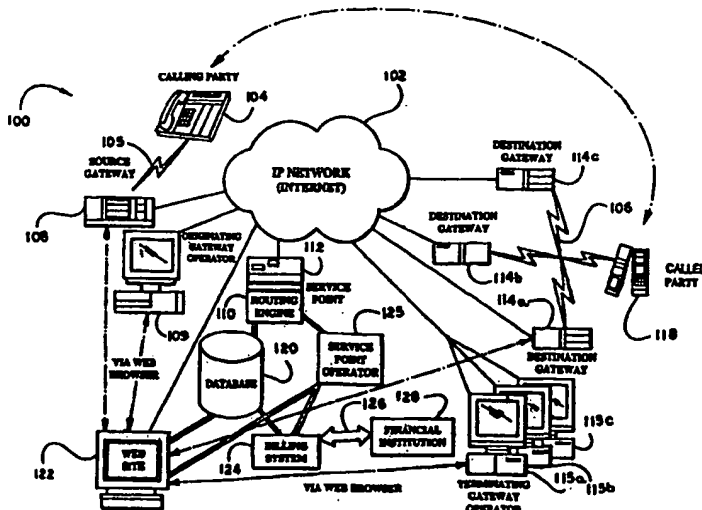 CALLING PARTY
104
102
100
105
SOURCE
GATEWAY
IP NETWORK
(INTERNET)
DESTINATION
GATEWAY
114c
106
108
DESTINATION
GATEWAY
ORIGINATING
GATEWAY
OPERATOR
112
SERVICE
POINT
114b
CALLED
PARTY
110
ROUTING
ENGINE
114a
118
109
125
DESTINATION
GATEWAY
VIA WEB
BROWSER
120
SERVICE
POINT
OPERATOR
DATABASE
126
128
115c
122
WEB
SITE
124
BILLING
SYSTEM
FINANCIAL
INSTITUTION
115a
115b
VIA WEB BROWSER
TERMINATING
GATEWAY
OPERATOR